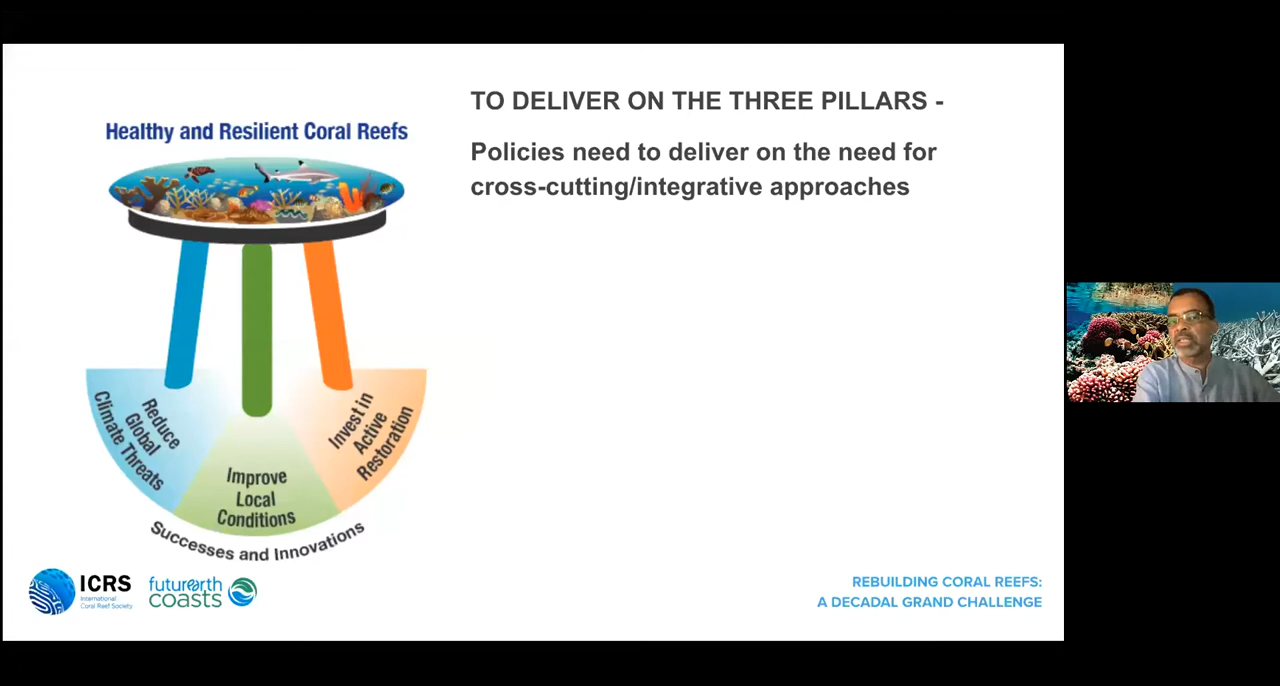 TO DELIVER ON THE THREE PILLARS -
Policies need to deliver on the need for
cross-cutting/integrative approaches
Healthy and Resilient Coral Reefs
Reduce
Global
Climate Threats
Improve
Local
Conditions
Invest in
Active
Restoration
Successes and Innovations
ICRS
International
Coral Reef Society
futurearth
coasts
REBUILDING CORAL REEFS:
A DECADAL GRAND CHALLENGE